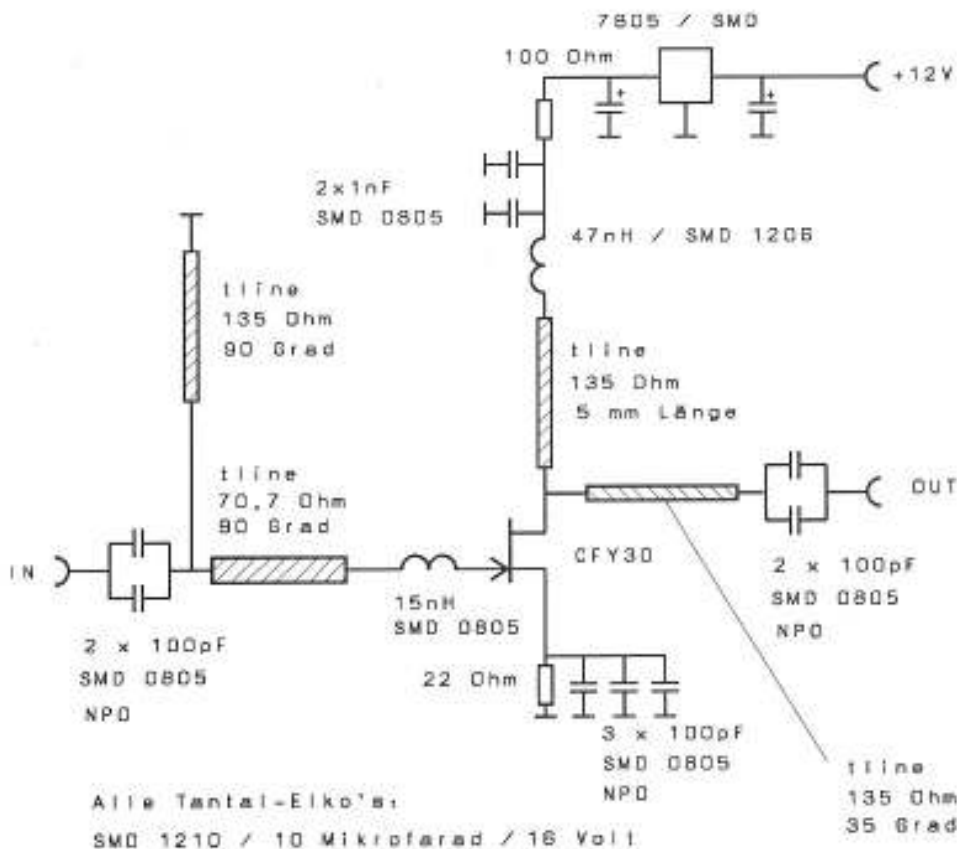 7805 / SMD
100 Ohm
+12V
2x1nF
SMD 0805
47nH / SMD 1206
tline
135 Ohm
90 Grad
tline
135 Ohm
5 mm Länge
tline
70,7 Ohm
90 Grad
OUT
IN
CFY30
2 x 100pF
SMD 0805
NPO
15nH
SMD 0805
2 x 100pF
SMD 0805
NPO
22 Ohm
3 x 100pF
SMD 0805
NPO
tline
135 Ohm
35 Grad
Alle Tantal-Elko's:
SMD 1210 / 10 Mikrofarad / 16 Volt